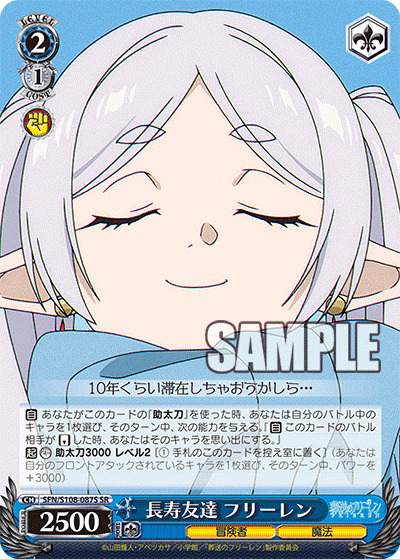 LEVEL
2
1
COST
SAMPLE
10年くらい滞在しちゃおうかしら…
自 あなたがこのカードの『助太刀』を使った時、あなたは自分のバトル中の
キャラを1枚選び、そのターン中、次の能力を与える。『自 このカードのバトル
相手が【】した時、あなたはそのキャラを思い出にしてよい。』
起 助太刀3000 レベル2 [① 手札のこのカードを控え室に置く] (あなたは
自分のフロントアタックされているキャラを1枚選び、そのターン中、パワーを
+3000)
CH SFN/S108-087S SR
2500
長寿友達 フリーレン
葬送のフリーレン
冒険者
魔法
©山田鐘人・アベツカサ/小学館/「葬送のフリーレン」製作委員会